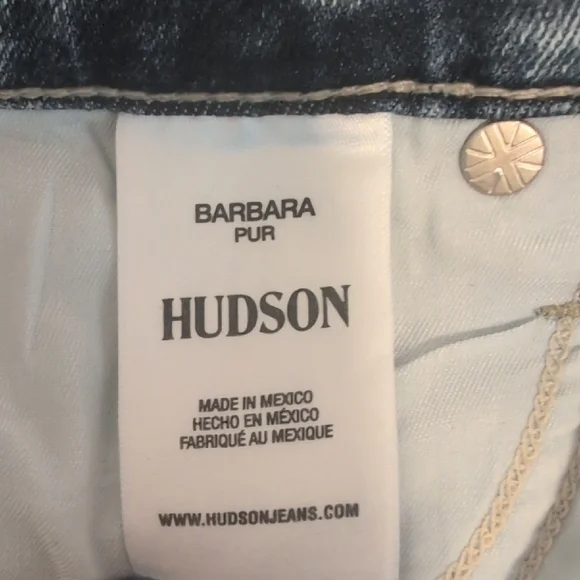 BARBARA
PUR
HUDSON
MADE IN MEXICO
HECHO EN MÉXICO
FABRIQUÉ AU MEXIQUE
WWW.HUDSONJEANS.COM